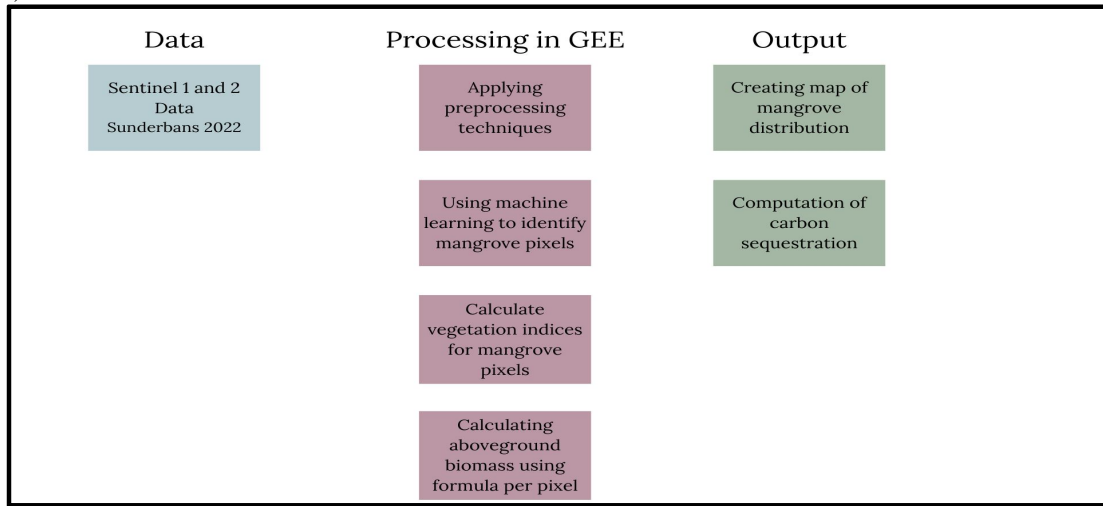 Data
Sentinel 1 and 2
Data
Sunderbans 2022
Processing in GEE
Applying
preprocessing
techniques
Using machine
learning to identify
mangrove pixels
Calculate
vegetation indices
for mangrove
pixels
Calculating
aboveground
biomass using
formula per pixel
Output
Creating map of
mangrove
distribution
Computation of
carbon
sequestration